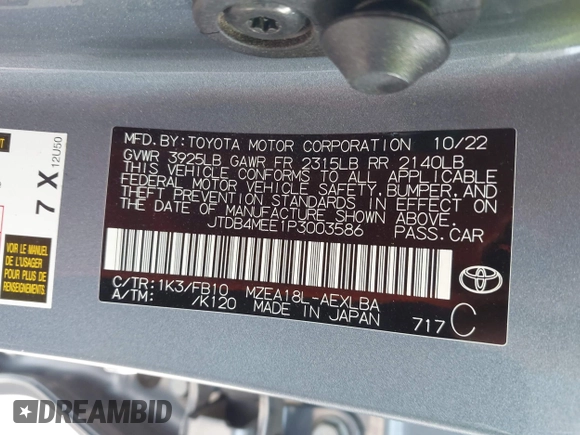 MFD. BY: TOYOTA MOTOR CORPORATION 10/22
GVWR 3925LB GAWR FR 2315LB RR 2140LB
THIS VEHICLE CONFORMS TO ALL APPLICABLE
FEDERAL MOTOR VEHICLE SAFETY, BUMPER, AND
THEFT PREVENTION STANDARDS IN EFFECT ON
THE DATE OF MANUFACTURE SHOWN ABOVE.
JTDB4MEE1P3003586 PASS. CAR
C/TR: 1K3/FB10 MZEA18L-AEXLBA
A/TM: /K120 MADE IN JAPAN
717 C
TOYOTA
7 X
12U50
VOIR LE MANUEL
DE L'USAGER
POUR PLUS DE
RENSEIGNEMENTS
DREAMBID